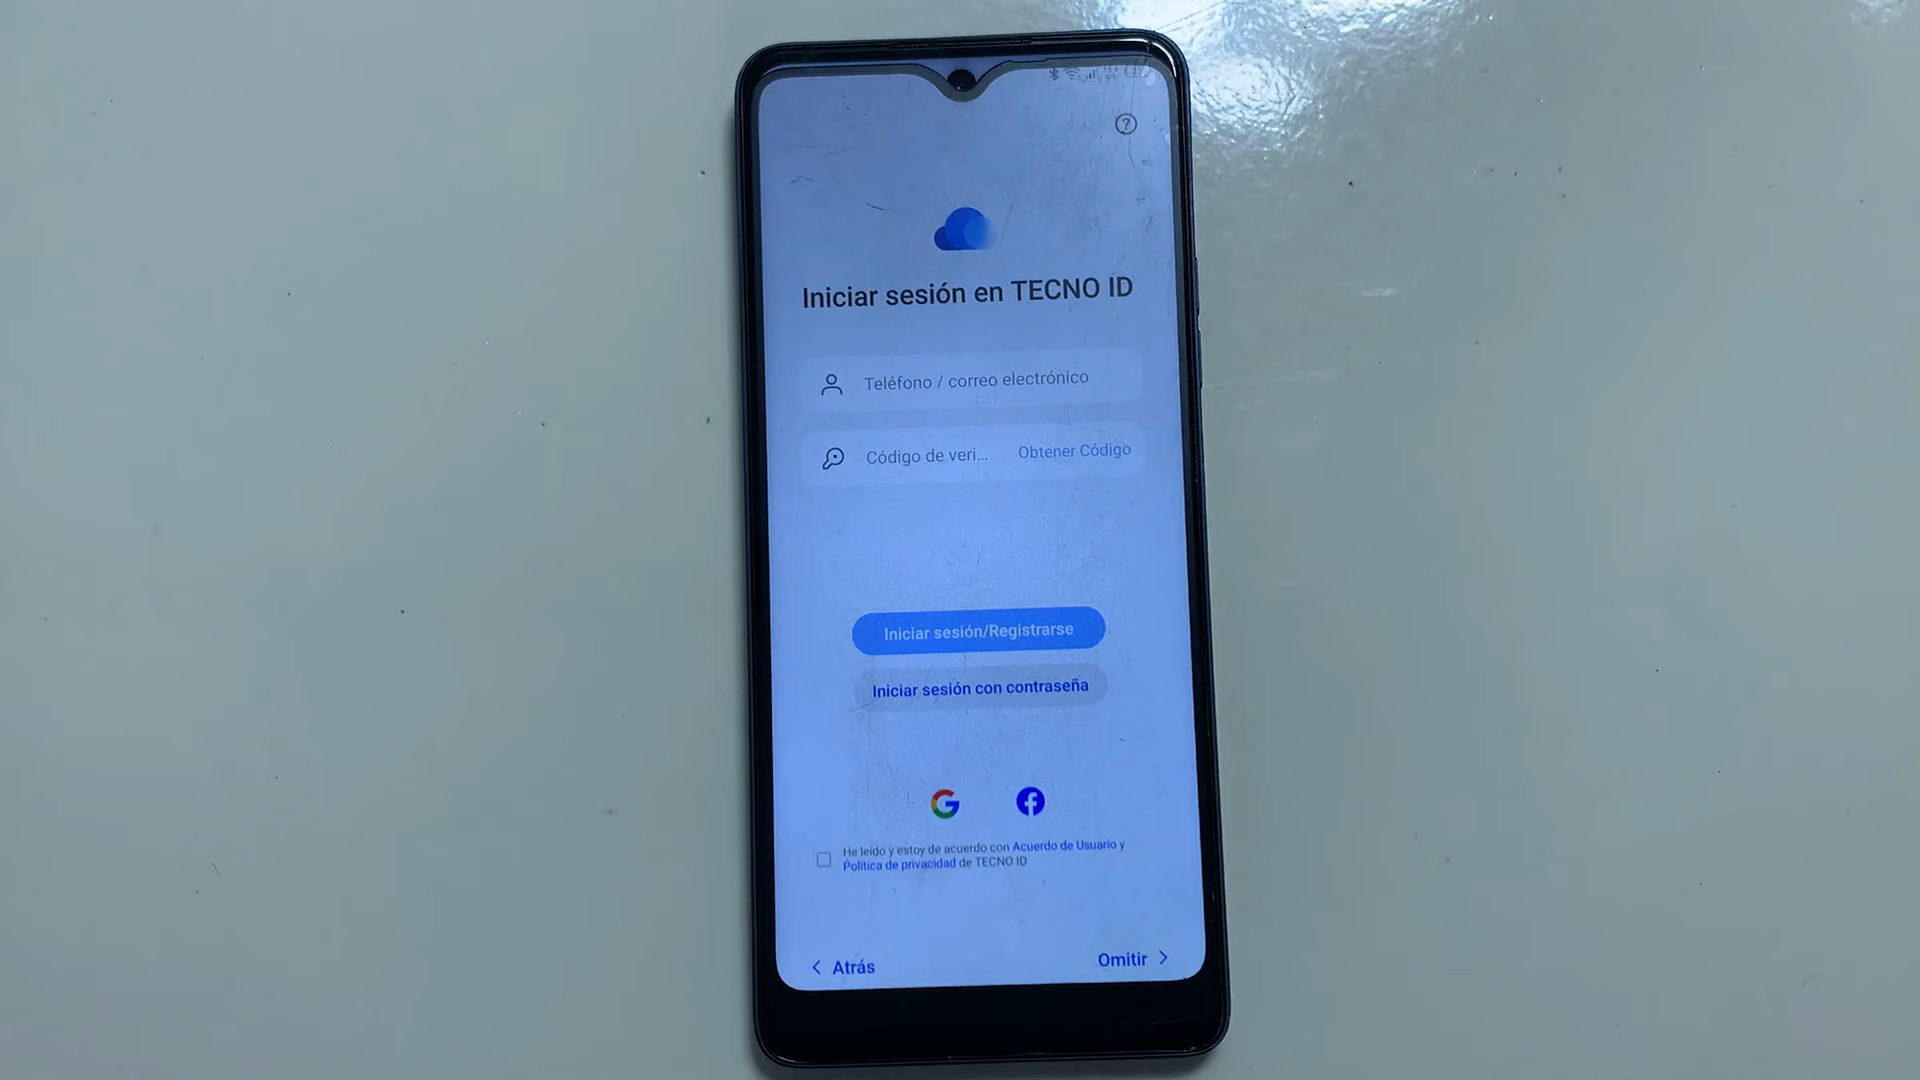 Iniciar sesión en TECNO ID
Teléfono / correo electrónico
Código de veri... Obtener Código
Iniciar sesión/Registrarse
Iniciar sesión con contraseña
He leído y estoy de acuerdo con Acuerdo de Usuario y
Política de privacidad de TECNO ID
Atrás
Omitir